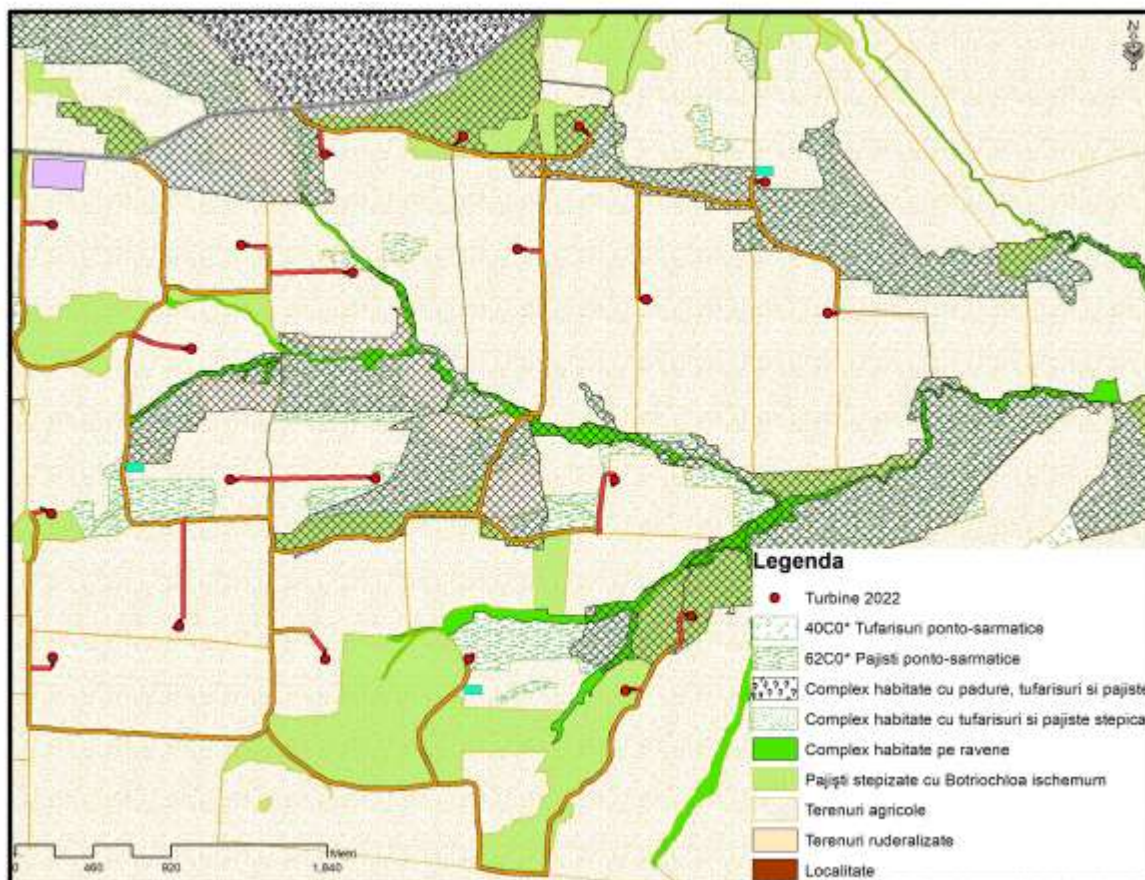 N
Legenda
Turbine 2022
40C0* Tufarisuri ponto-sarmatice
62C0* Pajisti ponto-sarmatice
Complex habitate cu padure, tufarisuri si pajiste
Complex habitate cu tufarisuri si pajiste stepica
Complex habitate pe ravene
Pajiști stepizate cu Botriochloa ischemum
Terenuri agricole
Terenuri ruderalizate
Localitate
Metri
0 460 920 1,840